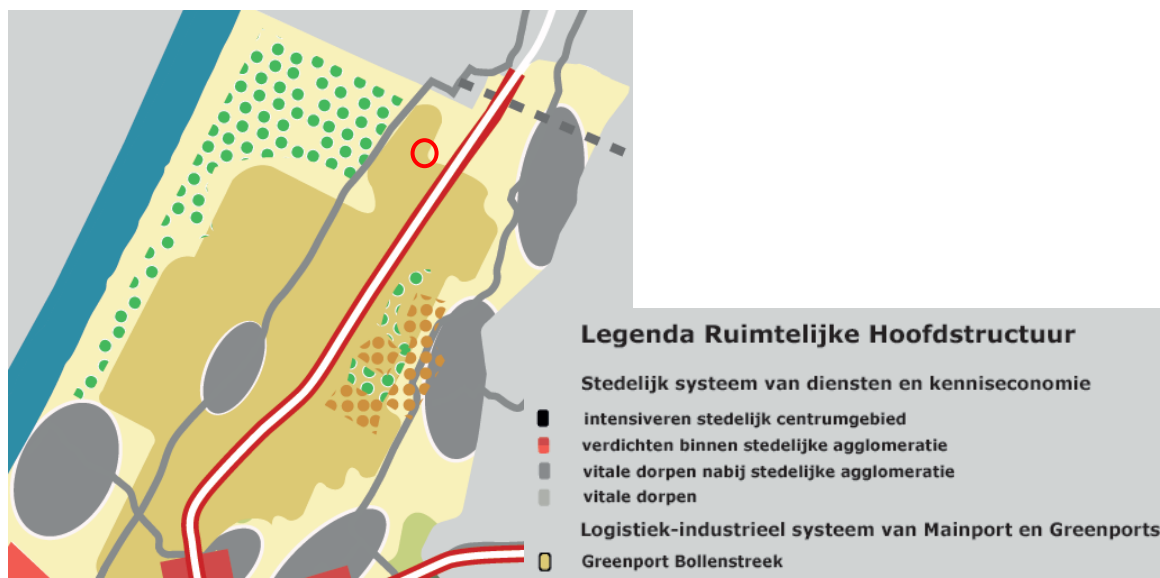 Legenda Ruimtelijke Hoofdstructuur
Stedelijk systeem van diensten en kenniseconomie
intensiveren stedelijk centrumgebied
verdichten binnen stedelijke agglomeratie
vitale dorpen nabij stedelijke agglomeratie
vitale dorpen
Logistiek-industrieel systeem van Mainport en Greenports
Greenport Bollenstreek